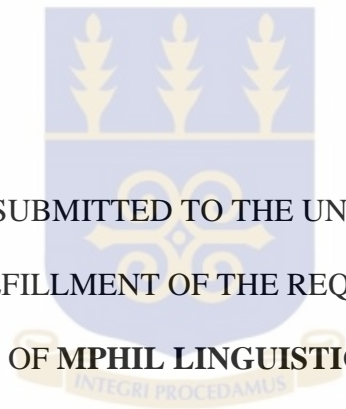 SUBMITTED TO THE UN
FILLMENT OF THE REQ
OF MPHIL LINGUISTIC
INTEGRI PROCEDAMUS